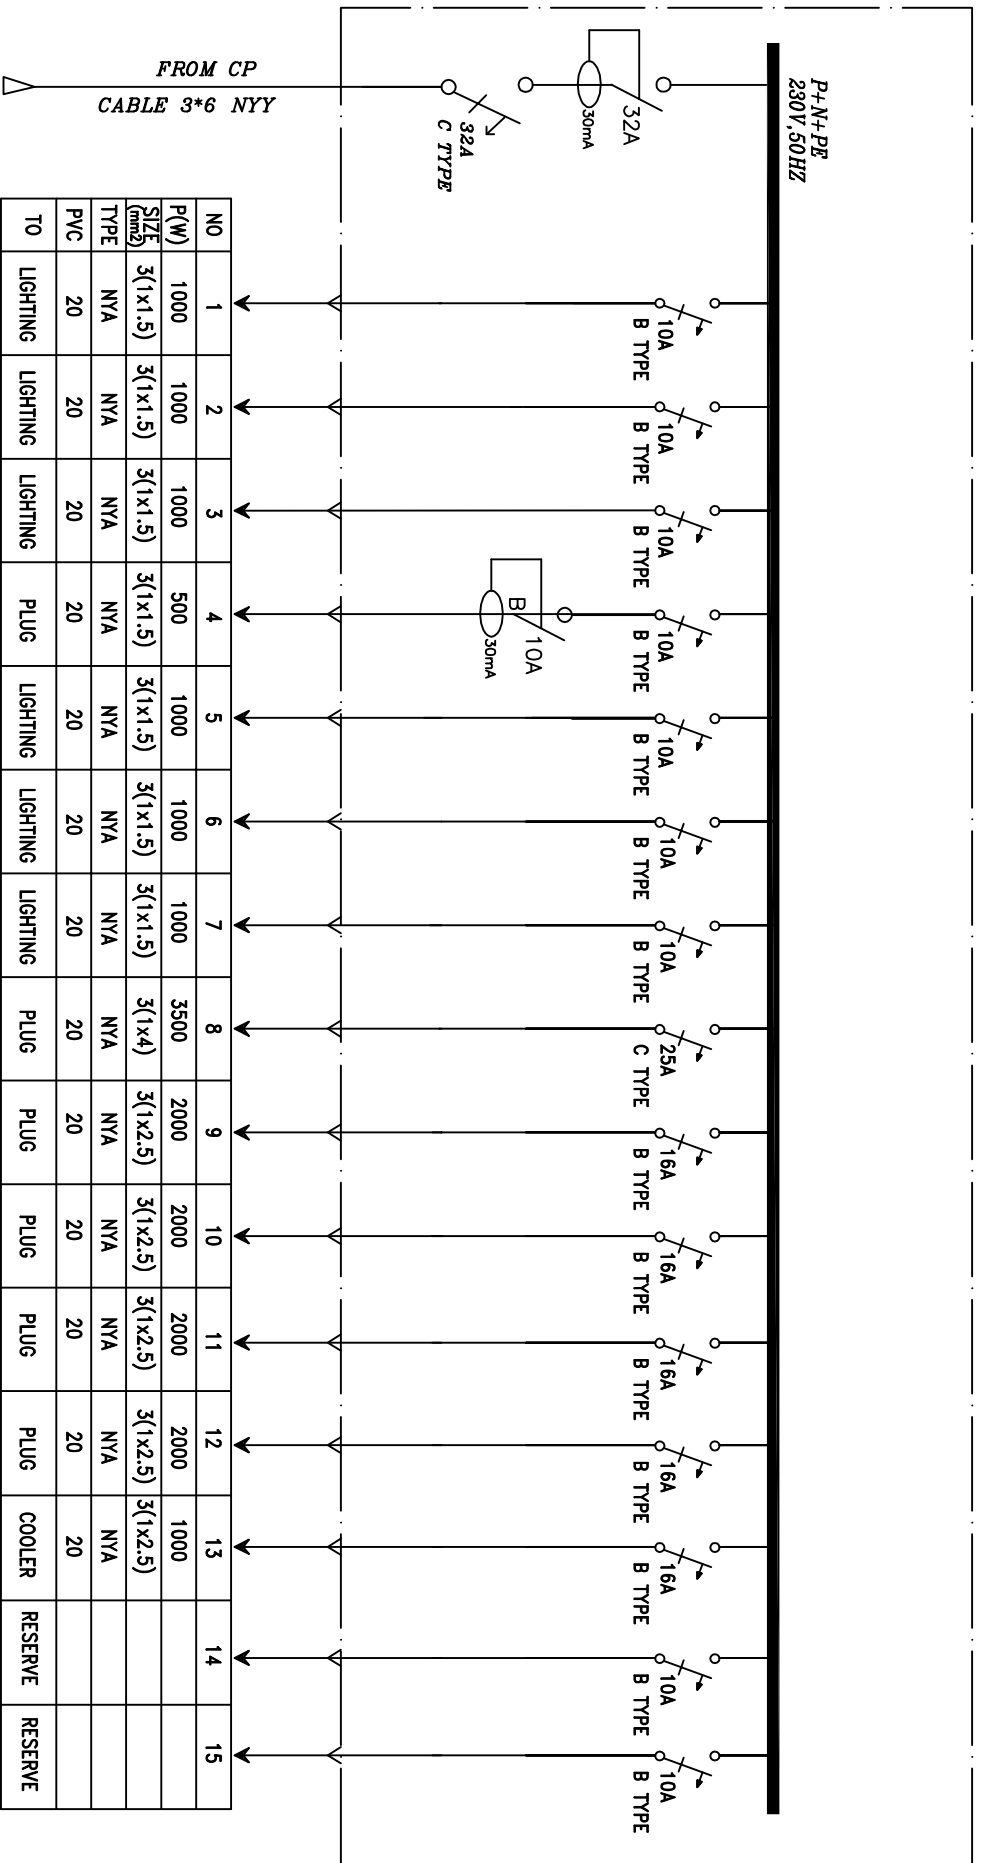 P+N+PE
230V,50HZ
32A
30mA
32A
C TYPE
FROM CP
CABLE 3*6 NYY
10A
B TYPE
10A
B TYPE
10A
B TYPE
10A
B TYPE
10A
B TYPE
10A
B TYPE
10A
B TYPE
25A
C TYPE
16A
B TYPE
16A
B TYPE
16A
B TYPE
16A
B TYPE
16A
B TYPE
10A
B TYPE
10A
B TYPE
B
10A
30mA
NO 1 2 3 4 5 6 7 8 9 10 11 12 13 14 15
P(W) 1000 1000 1000 500 1000 1000 1000 3500 2000 2000 2000 2000 1000
SIZE
(mm2)
3(1x1.5) 3(1x1.5) 3(1x1.5) 3(1x1.5) 3(1x1.5) 3(1x1.5) 3(1x1.5) 3(1x4) 3(1x2.5) 3(1x2.5) 3(1x2.5) 3(1x2.5) 3(1x2.5)
TYPE NYA NYA NYA NYA NYA NYA NYA NYA NYA NYA NYA NYA NYA
PVC 20 20 20 20 20 20 20 20 20 20 20 20 20
TO LIGHTING LIGHTING LIGHTING PLUG LIGHTING LIGHTING LIGHTING PLUG PLUG PLUG PLUG PLUG COOLER RESERVE RESERVE